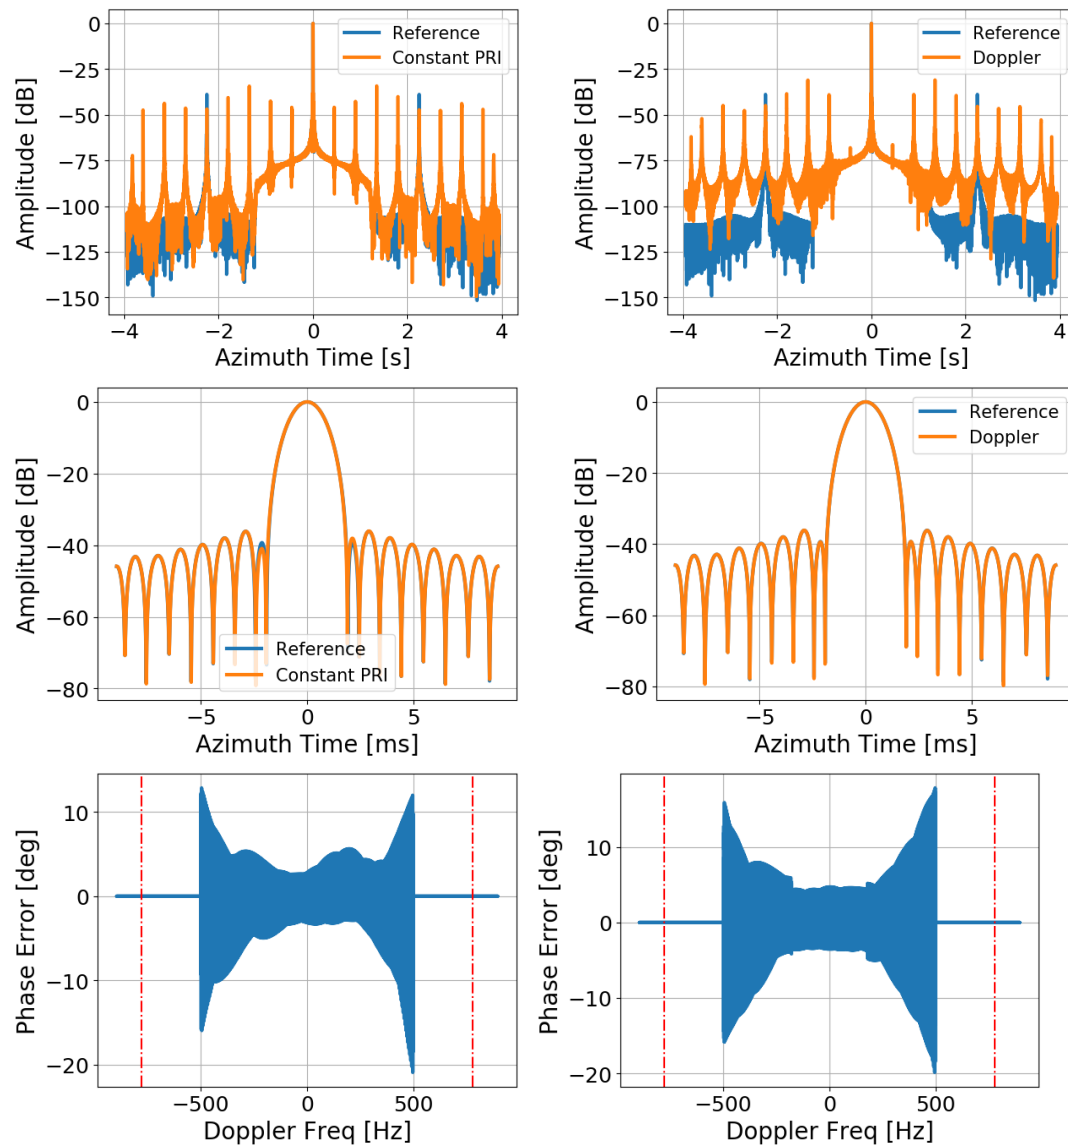 Amplitude [dB]
0
−25
−50
−75
−100
−125
−150
Reference
Constant PRI
−4
−2
0
2
4
Azimuth Time [s]
Amplitude [dB]
0
−25
−50
−75
−100
−125
−150
Reference
Doppler
−4
−2
0
2
4
Azimuth Time [s]
Amplitude [dB]
0
−20
−40
−60
−80
Reference
Constant PRI
−5
0
5
Azimuth Time [ms]
Amplitude [dB]
0
−20
−40
−60
−80
Reference
Doppler
−5
0
5
Azimuth Time [ms]
Phase Error [deg]
10
0
−10
−20
−500
0
500
Doppler Freq [Hz]
Phase Error [deg]
10
0
−10
−20
−500
0
500
Doppler Freq [Hz]